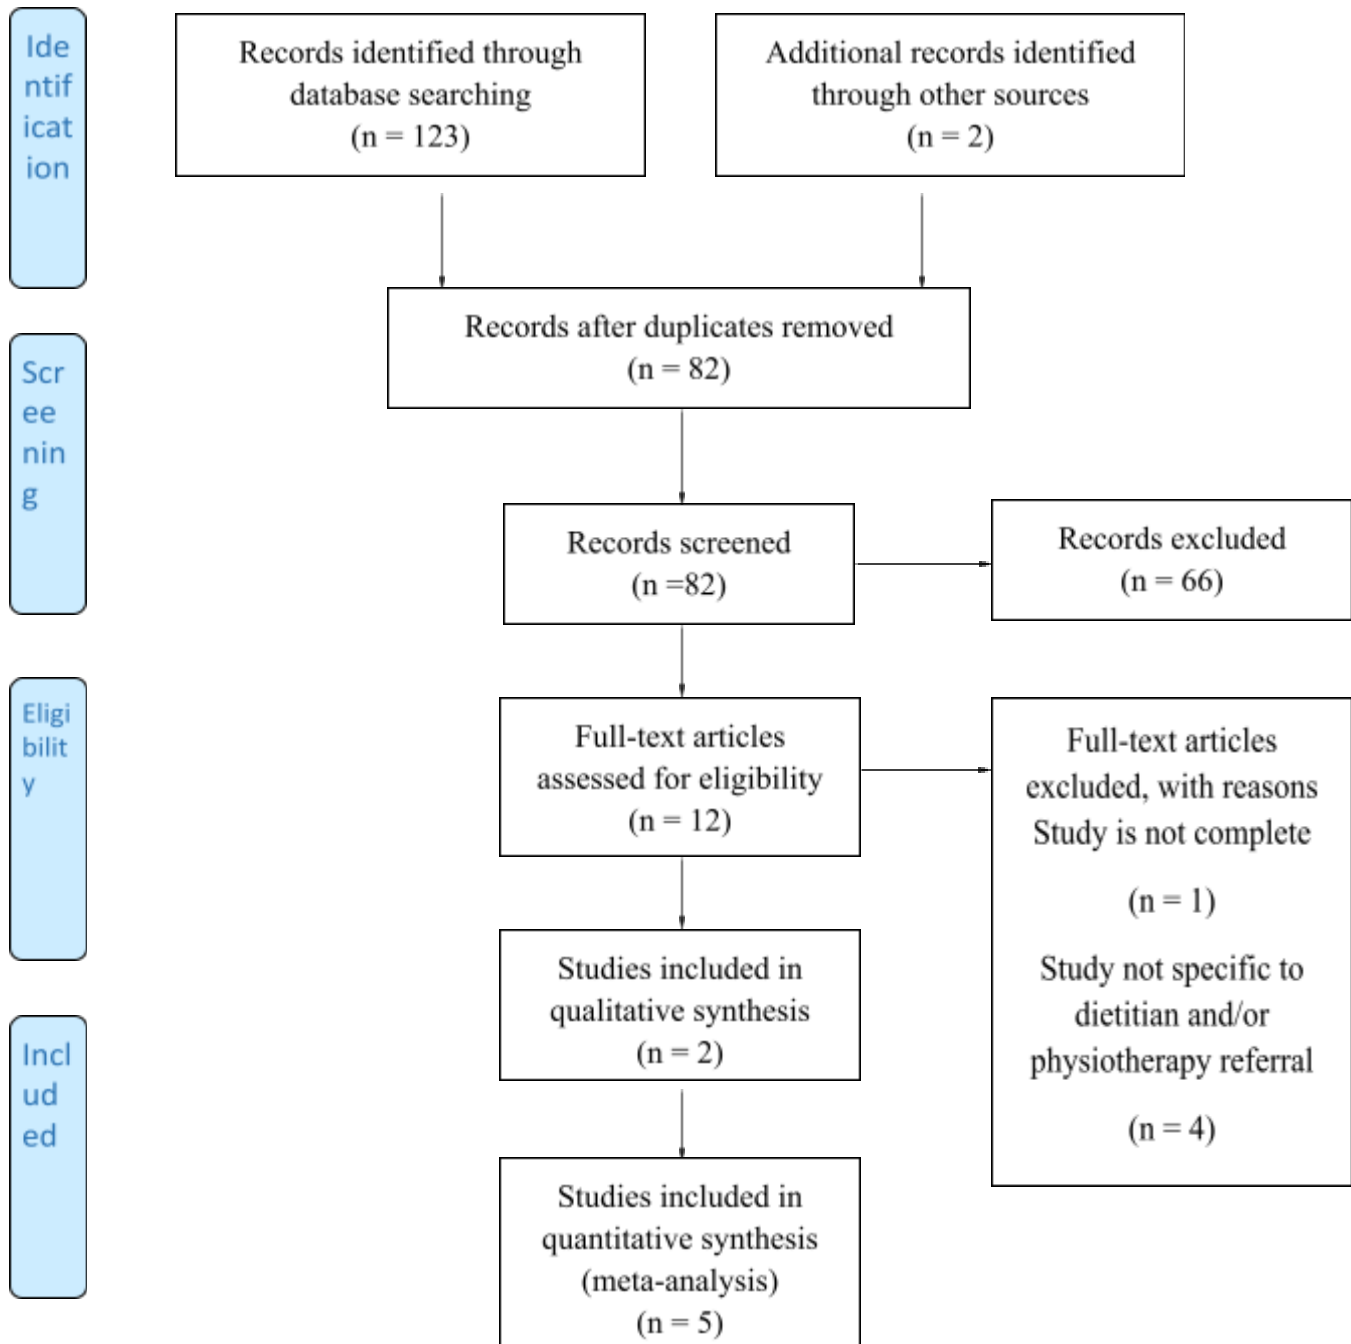 Ide
ntif
icat
ion
Records identified through
database searching
(n = 123)
Additional records identified
through other sources
(n = 2)
Records after duplicates removed
(n = 82)
Scr
ee
nin
g
Records screened
(n =82)
Records excluded
(n = 66)
Eligi
bilit
y
Full-text articles
assessed for eligibility
(n = 12)
Full-text articles
excluded, with reasons
Study is not complete
(n = 1)
Study not specific to
dietitian and/or
physiotherapy referral
(n = 4)
Studies included in
qualitative synthesis
(n = 2)
Incl
ud
ed
Studies included in
quantitative synthesis
(meta-analysis)
(n = 5)